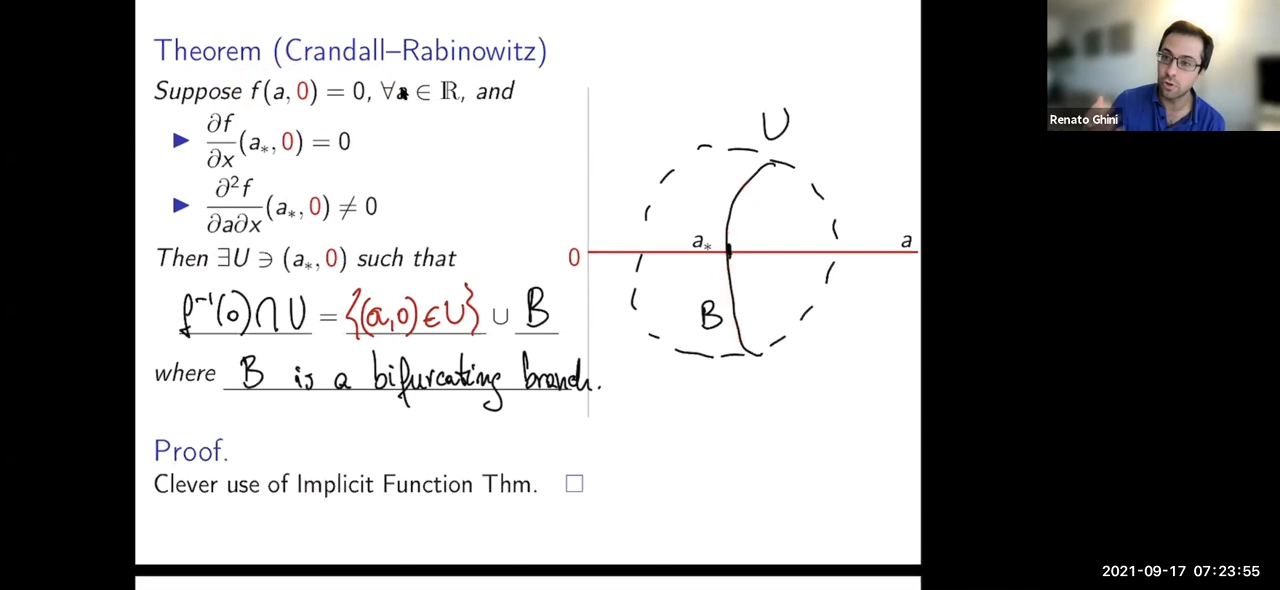 Theorem (Crandall–Rabinowitz)
Suppose f(a, 0) = 0, ∀a ∈ ℝ, and
▶ ∂f/∂x (a*, 0) = 0
▶ ∂²f/∂a∂x (a*, 0) ≠ 0
Then ∃U ∋ (a*, 0) such that
f⁻¹(0) ∩ U = {(a,0) ∈ U} ∪ B
where B is a bifurcating branch.
Proof.
Clever use of Implicit Function Thm. □
U
0
a*
a
B
Renato Ghini
2021-09-17 07:23:55